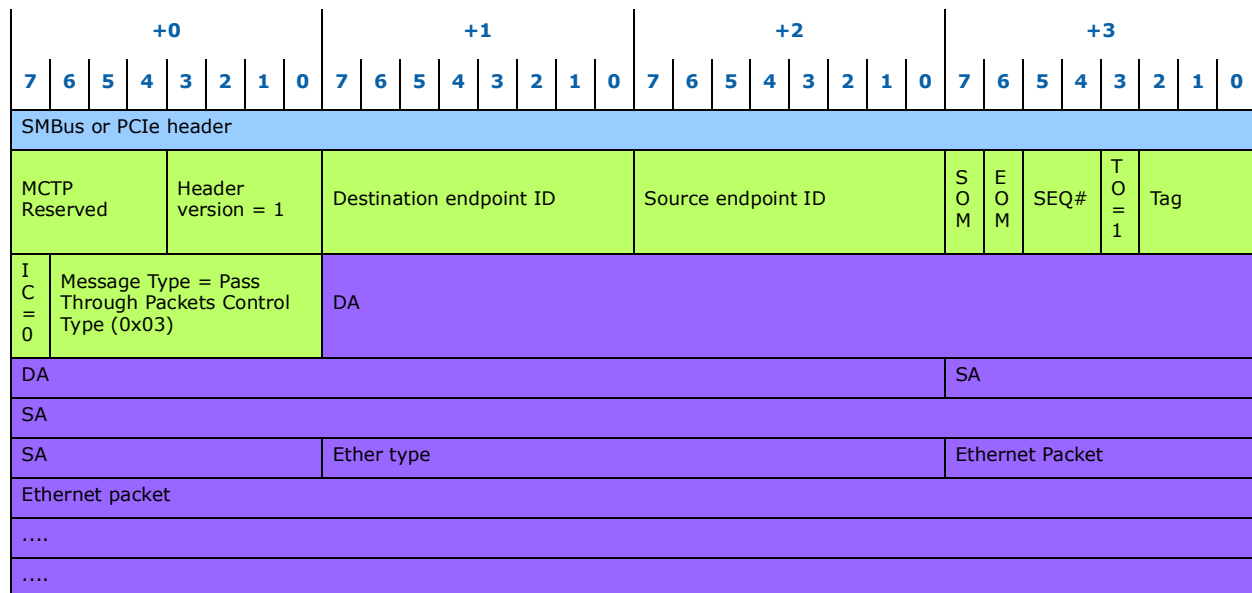 +0 +1 +2 +3
7 6 5 4 3 2 1 0 7 6 5 4 3 2 1 0 7 6 5 4 3 2 1 0 7 6 5 4 3 2 1 0
SMBus or PCIe header
MCTP
Reserved
Header
version = 1
Destination endpoint ID
Source endpoint ID
S
O
M
E
O
M
SEQ#
T
O
=
1
Tag
I
C
=
0
Message Type = Pass
Through Packets Control
Type (0x03)
DA
DA
SA
SA
SA
Ether type
Ethernet Packet
Ethernet packet
....
....